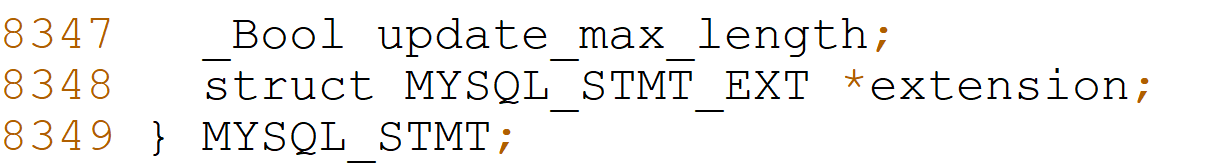 8347   _Bool update_max_length;
8348   struct MYSQL_STMT_EXT *extension;
8349 } MYSQL_STMT;